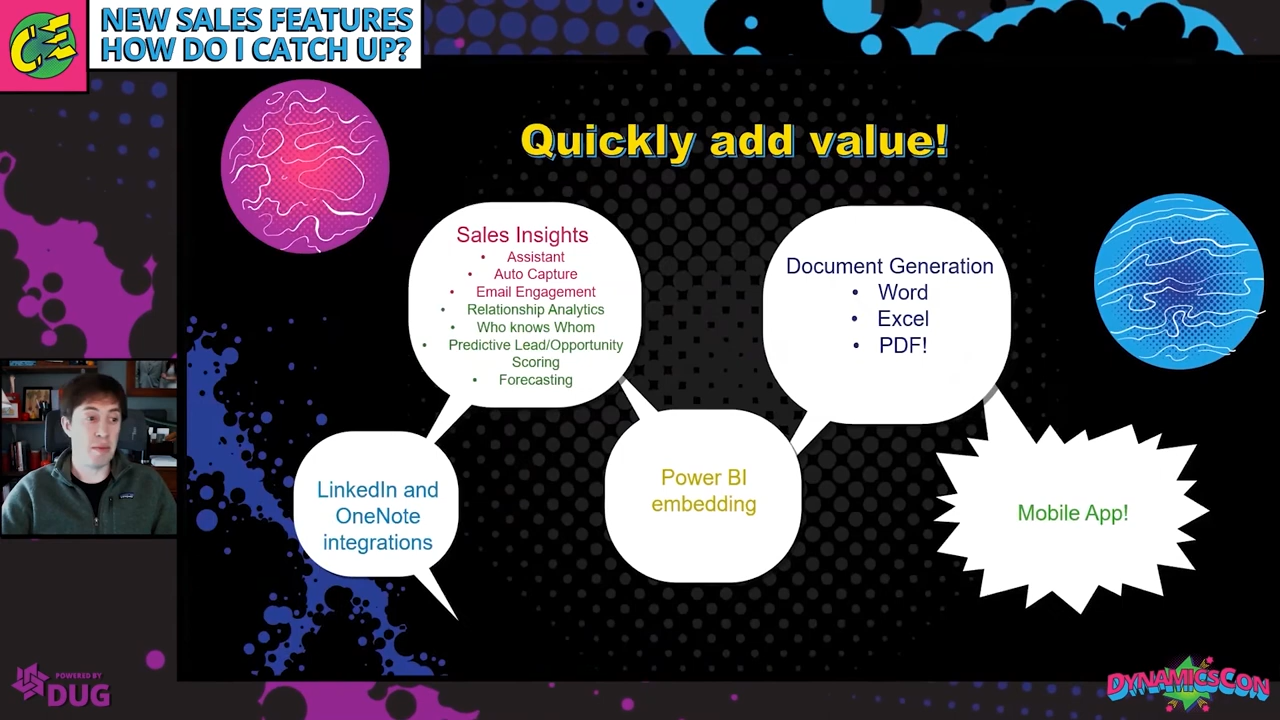 NEW SALES FEATURES
HOW DO I CATCH UP?
CE
Quickly add value!
Sales Insights
• Assistant
• Auto Capture
• Email Engagement
• Relationship Analytics
• Who knows Whom
• Predictive Lead/Opportunity
Scoring
• Forecasting
Document Generation
• Word
• Excel
• PDF!
LinkedIn and
OneNote
integrations
Power BI
embedding
Mobile App!
POWERED BY
DUG
DYNAMICSCON